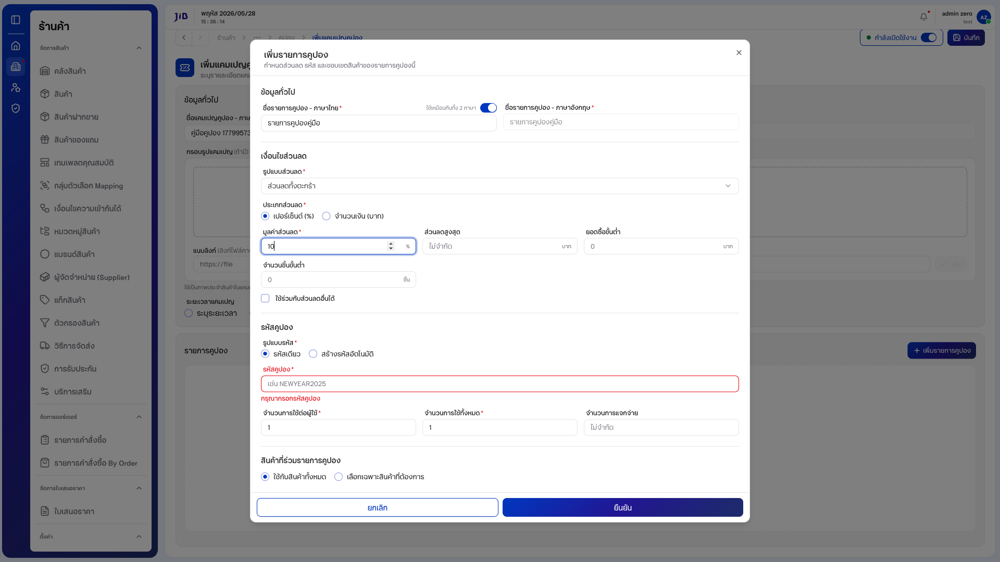 ร้านค้า
จัดการสินค้า
คลังสินค้า
สินค้า
สินค้าฝากขาย
สินค้าของแถม
เทมเพลตคุณสมบัติ
กลุ่มตัวเลือก Mapping
เงื่อนไขความเข้ากันได้
หมวดหมู่สินค้า
แบรนด์สินค้า
ผู้จัดจำหน่าย (Supplier)
แท็กสินค้า
ตัวกรองสินค้า
วิธีการจัดส่ง
การรับประกัน
บริการเสริม
จัดการออร์เดอร์
รายการคำสั่งซื้อ
รายการคำสั่งซื้อ By Order
จัดการใบเสนอราคา
ใบเสนอราคา
ตั้งค่า
JIB
พฤหัส 2026/05/28
15 : 36 : 14
admin zero
test
AZ
ร้านค้า
คูปอง
เพิ่มแคมเปญคูปอง
กำลังเปิดใช้งาน
บันทึก
เพิ่มแคมเปญคู
ระบุรายละเอียดแคม
ข้อมูลทั่วไป
ชื่อแคมเปญคูปอง - ภาษ
คู่มือคูปอง 17799573
กรอบรูปแคมเปญ (ถ้ามี)
แนบลิงก์ (ลิงก์ไฟล์ภา
https://file
เพิ่ม
ใช้เป็นภาพประจำสินค้าในแคมเ
ระยะเวลาแคมเปญ
ระบุระยะเวลา
รายการคูปอง
เพิ่มรายการคูปอง
เพิ่มรายการคูปอง
กำหนดส่วนลด รหัส และขอบเขตสินค้าของรายการคูปองนี้
ข้อมูลทั่วไป
ชื่อรายการคูปอง - ภาษาไทย*
ใช้เหมือนกันทั้ง 2 ภาษา
ชื่อรายการคูปอง - ภาษาอังกฤษ*
รายการคูปองคู่มือ
รายการคูปองคู่มือ
เงื่อนไขส่วนลด
รูปแบบส่วนลด*
ส่วนลดทั้งตะกร้า
ประเภทส่วนลด*
เปอร์เซ็นต์ (%)
จำนวนเงิน (บาท)
มูลค่าส่วนลด*
ส่วนลดสูงสุด
ยอดซื้อขั้นต่ำ
10
%
ไม่จำกัด
บาท
0
บาท
จำนวนชิ้นขั้นต่ำ
0
ชิ้น
ใช้ร่วมกับส่วนลดอื่นได้
รหัสคูปอง
รูปแบบรหัส*
รหัสเดียว
สร้างรหัสอัตโนมัติ
รหัสคูปอง*
เช่น NEWYEAR2025
กรุณากรอกรหัสคูปอง
จำนวนการใช้ต่อผู้ใช้*
จำนวนการใช้ทั้งหมด*
จำนวนการแจกจ่าย
1
1
ไม่จำกัด
สินค้าที่ร่วมรายการคูปอง
ใช้กับสินค้าทั้งหมด
เลือกเฉพาะสินค้าที่ต้องการ
ยกเลิก
ยืนยัน